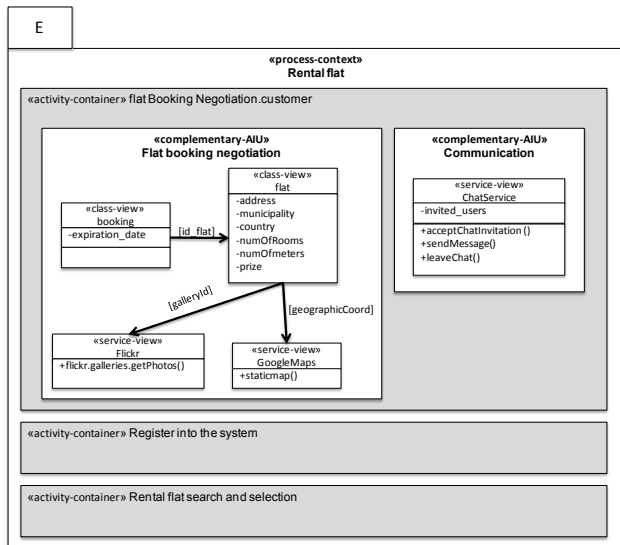 E
«process-context»
Rental flat
«activity-container» flat Booking Negotiation.customer
«complementary-AIU»
Flat booking negotiation
«class-view»
flat
-address
-municipality
-country
-numOfRooms
-numOfmeters
-prize
«class-view»
booking
-expiration_date
[id_flat]
[galleryId]
[geographicCoord]
«service-view»
Flickr
+flickr.galleries.getPhotos()
«service-view»
GoogleMaps
+staticmap()
«complementary-AIU»
Communication
«service-view»
ChatService
-invited_users
+acceptChatInvitation ()
+sendMessage()
+leaveChat()
«activity-container» Register into the system
«activity-container» Rental flat search and selection